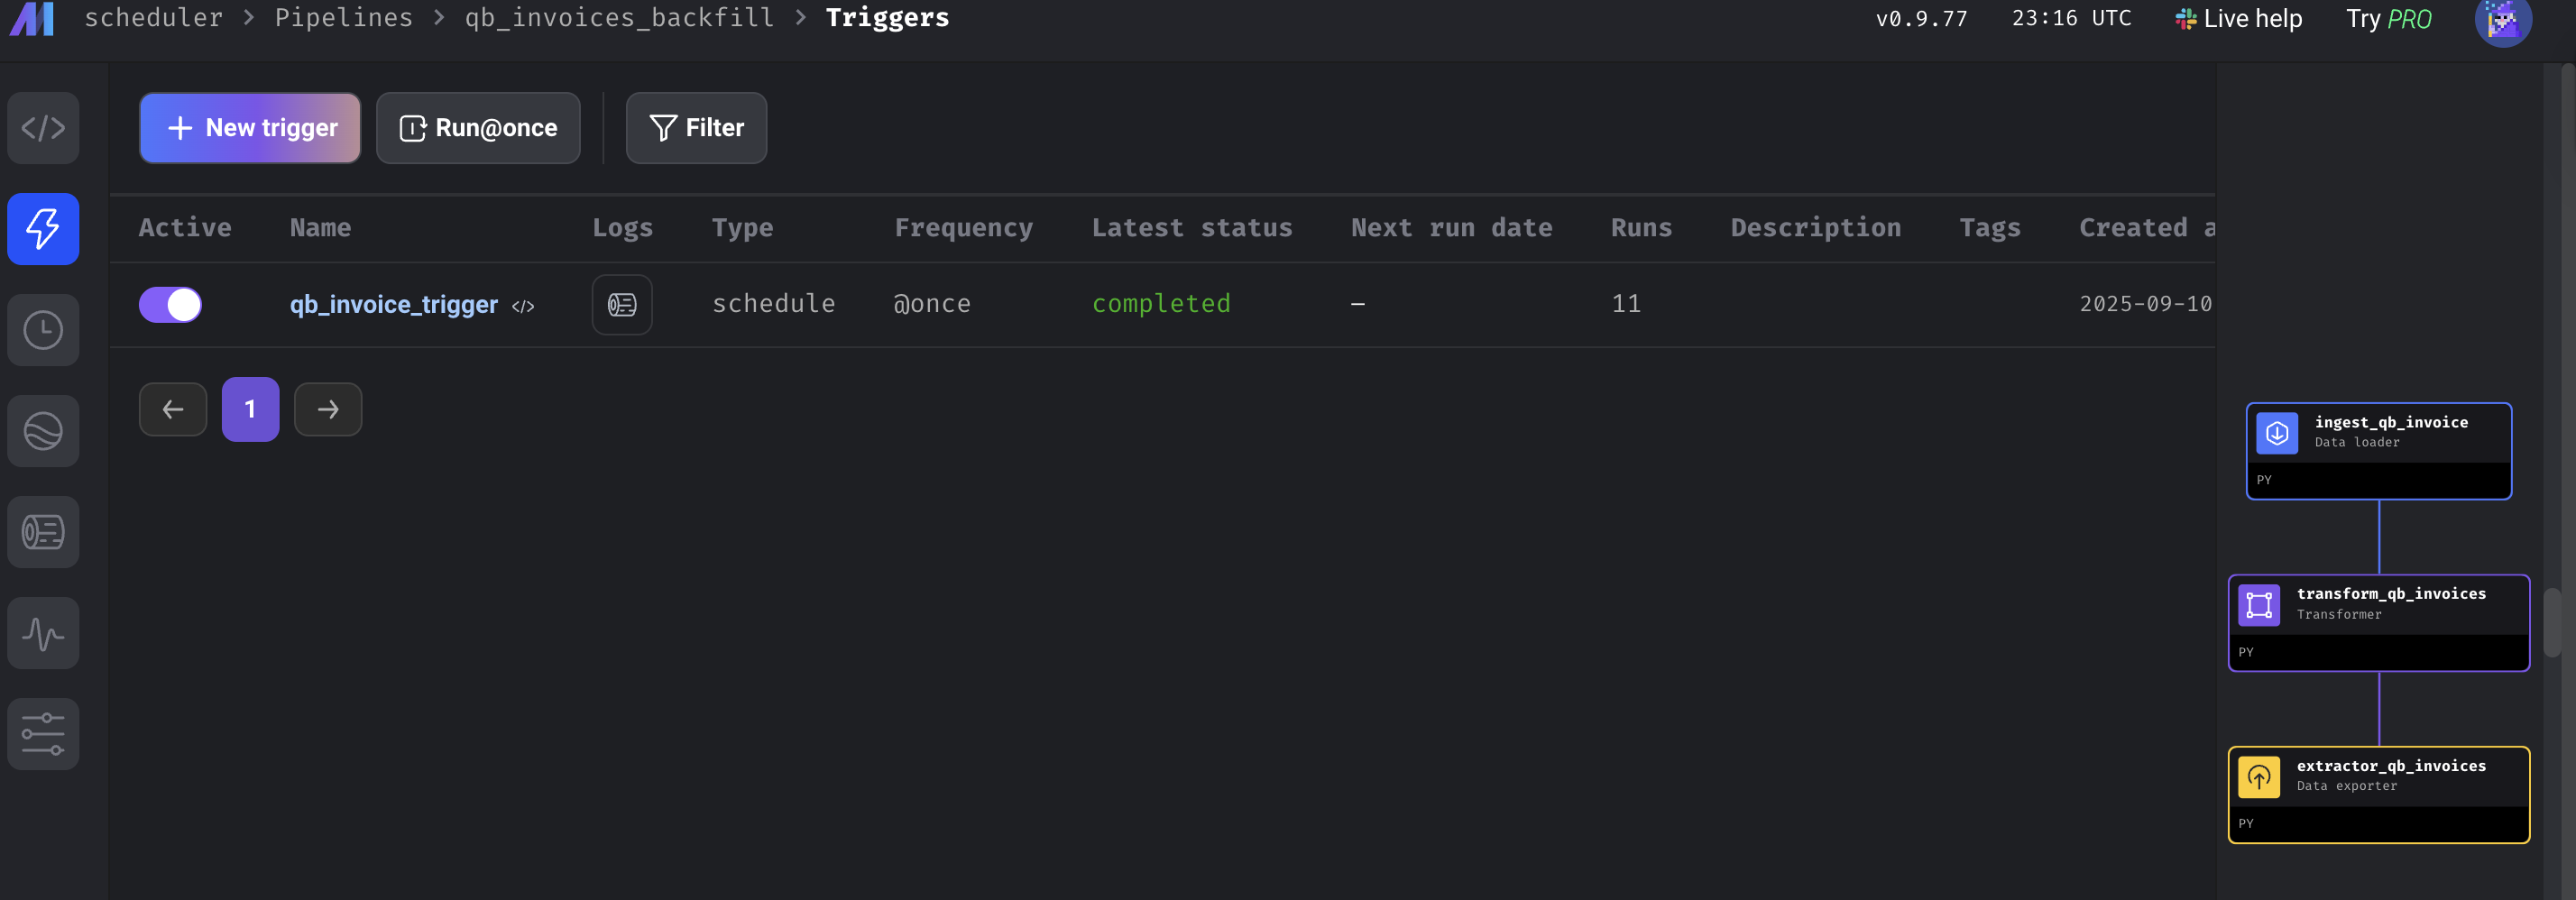 scheduler > Pipelines > qb_invoices_backfill > Triggers
v0.9.77 23:16 UTC Live help Try PRO
+ New trigger Run@once Filter
Active Name Logs Type Frequency Latest status Next run date Runs Description Tags Created a
qb_invoice_trigger </> schedule @once completed — 11 2025-09-10
← 1 →
ingest_qb_invoice
Data loader
PY
transform_qb_invoices
Transformer
PY
extractor_qb_invoices
Data exporter
PY